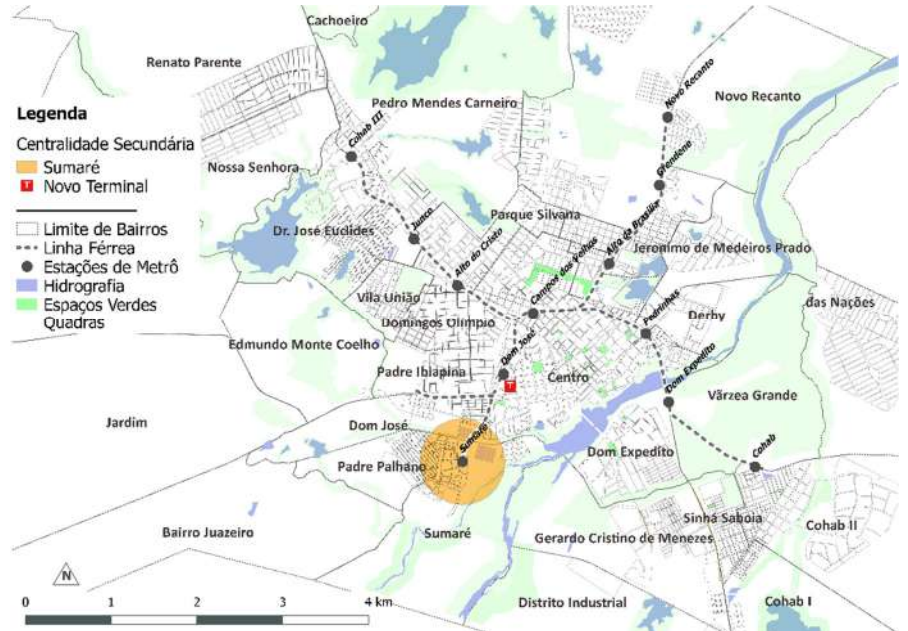 Cachoeiro
Renato Parente
Legenda
Centralidade Secundária
Sumaré
T Novo Terminal
Limite de Bairros
Linha Férrea
Estações de Metrô
Hidrografia
Espaços Verdes
Quadras
Pedro Mendes Carneiro
Novo Recanto
Novo Recanto
Cohab III
Nossa Senhora
Grendene
Junco
Parque Silvana
Dr. José Euclides
Alto da Brasília
Jeronimo de Medeiros Prado
Alto do Cristo
Campos dos Velhos
Vila União
das Nações
Derby
Domingos Olímpio
Pedrinhas
Edmundo Monte Coelho
Padre Ibiapina
Dom José
Centro
T
Dom Expedito
Várzea Grande
Jardim
Dom José
Sumaré
Dom Expedito
Cohab
Padre Palhano
Sinhá Saboia
Cohab II
Bairro Juazeiro
Sumaré
Gerardo Cristino de Menezes
N
Distrito Industrial
Cohab I
0 1 2 3 4 km